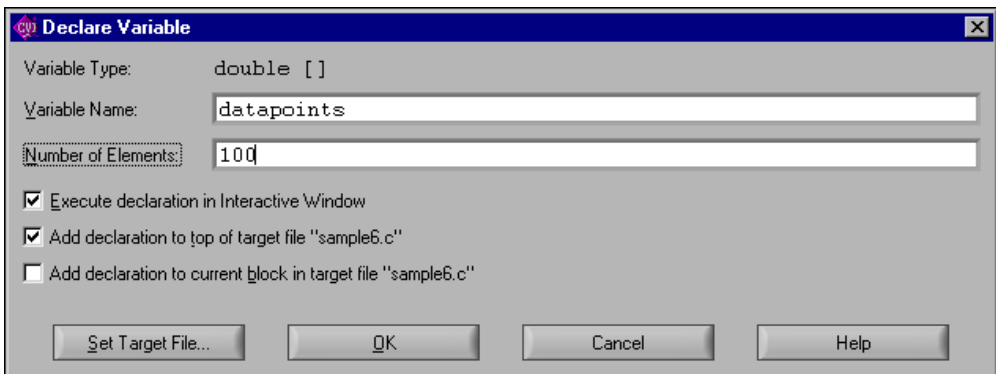 CVI Declare Variable
Variable Type: double []
Variable Name: datapoints
Number of Elements: 100
Execute declaration in Interactive Window
Add declaration to top of target file "sample6.c"
Add declaration to current block in target file "sample6.c"
Set Target File... OK Cancel Help